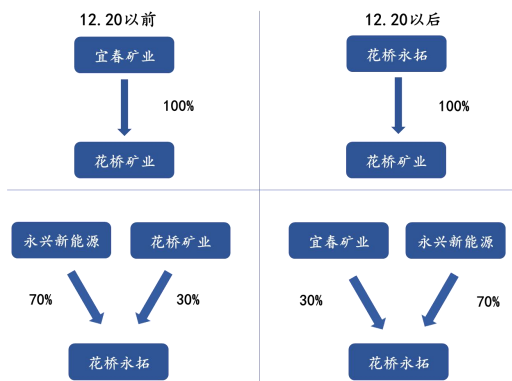 12.20以前
宜春矿业
100%
花桥矿业
12.20以后
花桥永拓
100%
花桥矿业
永兴新能源
花桥矿业
70%
30%
花桥永拓
宜春矿业
永兴新能源
30%
70%
花桥永拓